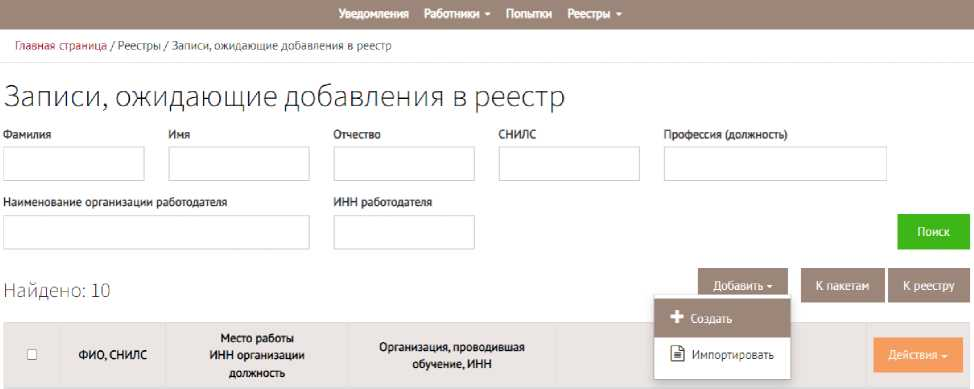 Уведомления Работники Попытки Реестры
Главная страница / Реестры / Записи, ожидающие добавления в реестр
Записи, ожидающие добавления в реестр
Фамилия Имя Отчество СНИЛС Профессия (должность)
Наименование организации работодателя ИНН работодателя
Поиск
Найдено: 10 Добавить К пакетам К реестру
Создать
Импортировать
ФИО, СНИЛС
Место работы
ИНН организации
должность
Организация, проводившая
обучение, ИНН
Действия